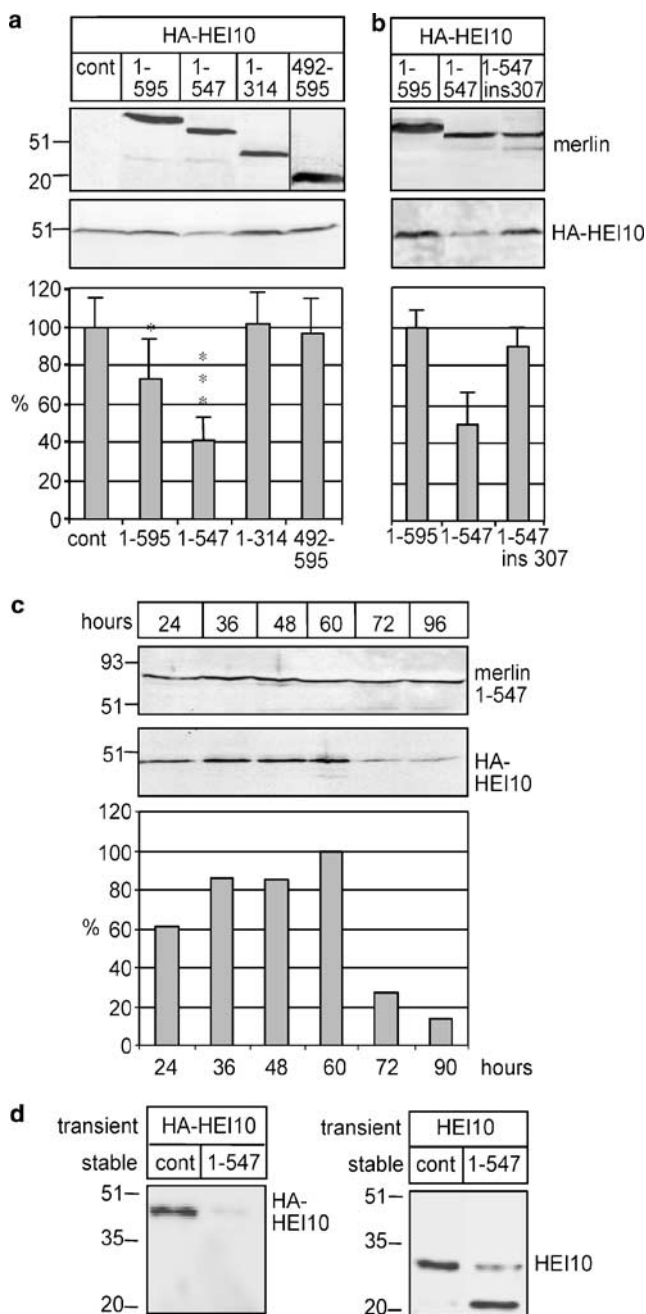 a
HA-HEI10
cont 1-595 1-547 1-314 492-595
51
20
51
120
100
80
60
40
20
0
%
*
***
cont 1-595 1-547 1-314 492-595
b
HA-HEI10
1-595 1-547 1-547 ins307
merlin
HA-HEI10
1-595 1-547 1-547 ins 307
c
hours 24 36 48 60 72 96
93
51
merlin
1-547
51
HA-
HEI10
120
100
80
60
40
20
0
%
24 36 48 60 72 90 hours
d
transient HA-HEI10
stable cont 1-547
51
35
20
HA-
HEI10
transient HEI10
stable cont 1-547
51
35
20
HEI10